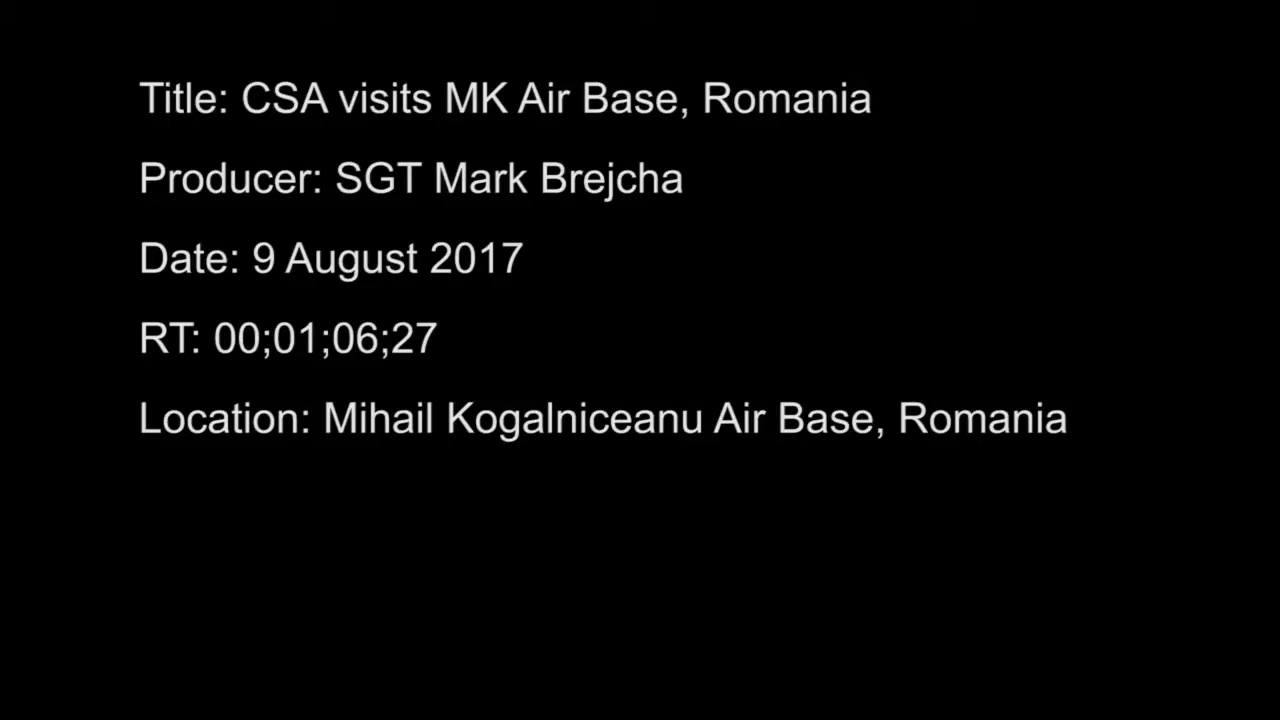 Title: CSA visits MK Air Base, Romania
Producer: SGT Mark Brejcha
Date: 9 August 2017
RT: 00;01;06;27
Location: Mihail Kogalniceanu Air Base, Romania